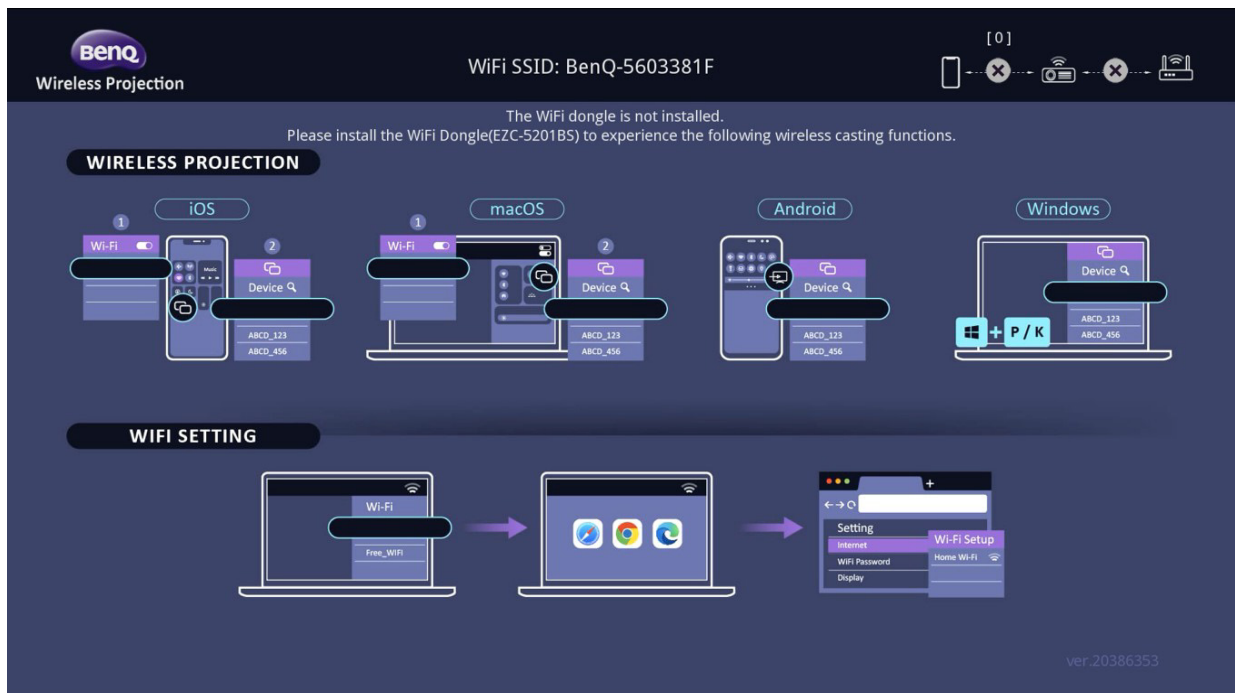 BenQ
Wireless Projection
WiFi SSID: BenQ-5603381F
[ 0 ]
The WiFi dongle is not installed.
Please install the WiFi Dongle(EZC-5201BS) to experience the following wireless casting functions.
WIRELESS PROJECTION
iOS
1
Wi-Fi
Music
2
Device
ABCD_123
ABCD_456
macOS
1
Wi-Fi
2
Device
ABCD_123
ABCD_456
Android
Device
ABCD_123
ABCD_456
Windows
Device
ABCD_123
ABCD_456
+ P / K
WIFI SETTING
Wi-Fi
Free_WIFI
+
Setting
Internet
WiFi Password
Display
Wi-Fi Setup
Home Wi-Fi
ver.20386353